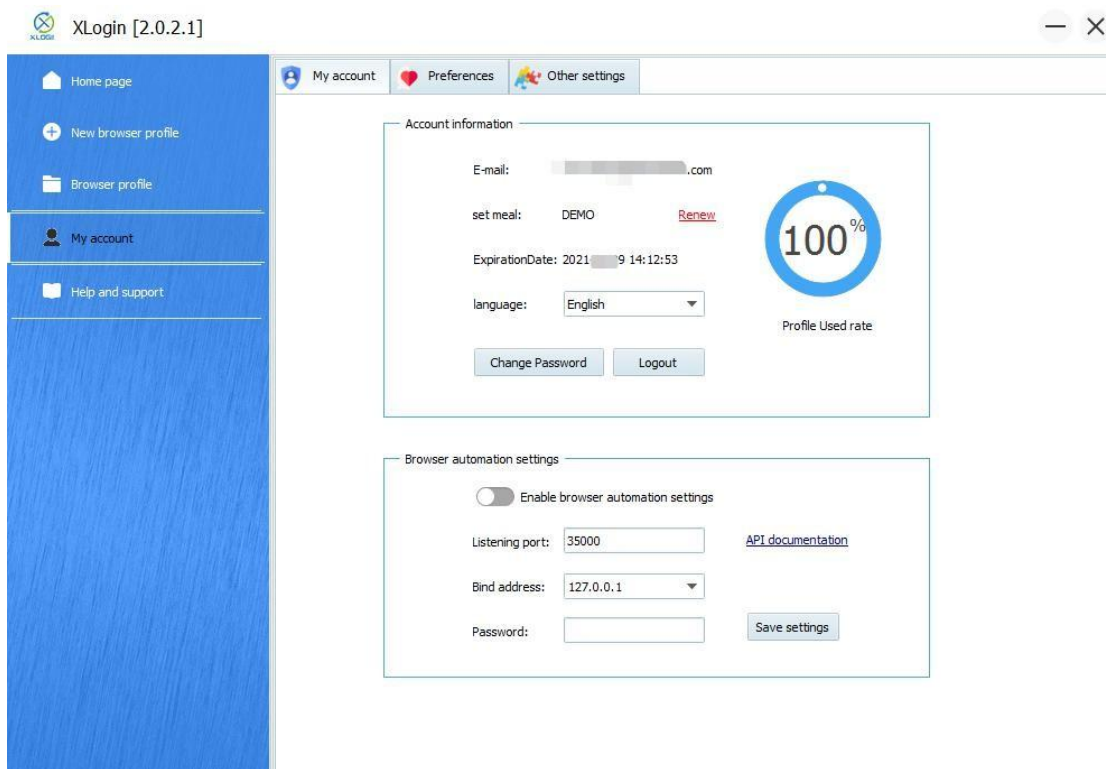 XLogin [2.0.2.1]
XLOGI
Home page
New browser profile
Browser profile
My account
Help and support
My account
Preferences
Other settings
Account information
E-mail: .com
set meal: DEMO Renew
ExpirationDate: 2021 9 14:12:53
language: English
100%
Profile Used rate
Change Password Logout
Browser automation settings
Enable browser automation settings
Listening port: 35000 API documentation
Bind address: 127.0.0.1
Password: Save settings